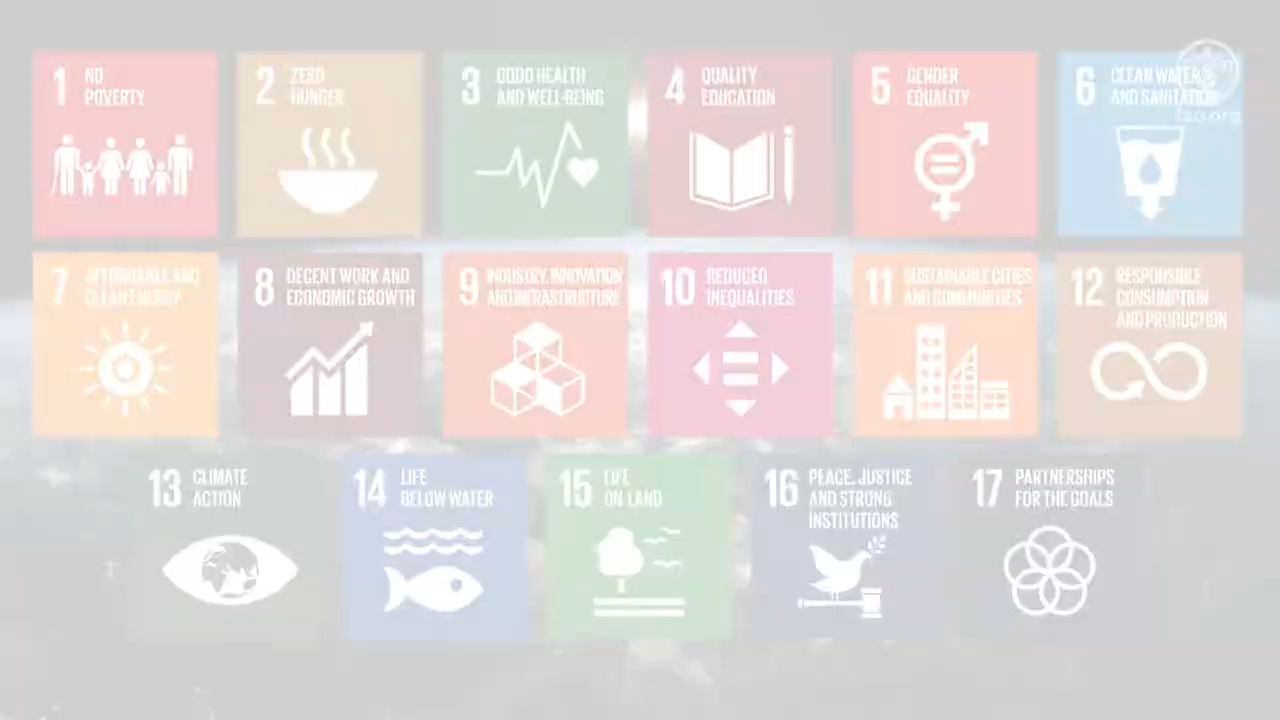 1 NO
POVERTY
2 ZERO
HUNGER
3 GOOD HEALTH
AND WELL-BEING
4 QUALITY
EDUCATION
5 GENDER
EQUALITY
6 CLEAN WATER
AND SANITATION
7 AFFORDABLE AND
CLEAN ENERGY
8 DECENT WORK AND
ECONOMIC GROWTH
9 INDUSTRY, INNOVATION
AND INFRASTRUCTURE
10 REDUCED
INEQUALITIES
11 SUSTAINABLE CITIES
AND COMMUNITIES
12 RESPONSIBLE
CONSUMPTION
AND PRODUCTION
13 CLIMATE
ACTION
14 LIFE
BELOW WATER
15 LIFE
ON LAND
16 PEACE, JUSTICE
AND STRONG
INSTITUTIONS
17 PARTNERSHIPS
FOR THE GOALS